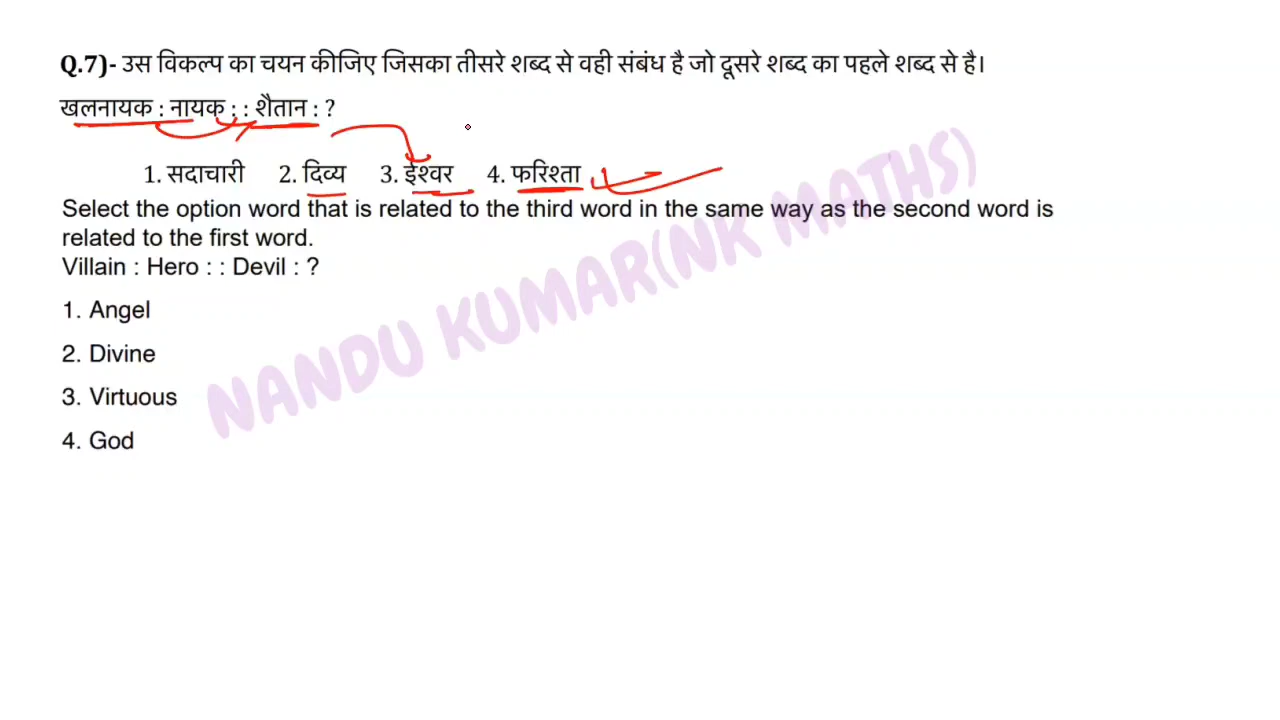 Q.7)- उस विकल्प का चयन कीजिए जिसका तीसरे शब्द से वही संबंध है जो दूसरे शब्द का पहले शब्द से है।
खलनायक : नायक : : शैतान : ?
1. सदाचारी 2. दिव्य 3. ईश्वर 4. फरिश्ता
Select the option word that is related to the third word in the same way as the second word is
related to the first word.
Villain : Hero : : Devil : ?
1. Angel
2. Divine
3. Virtuous
4. God
NANDU KUMAR(NK MATHS)